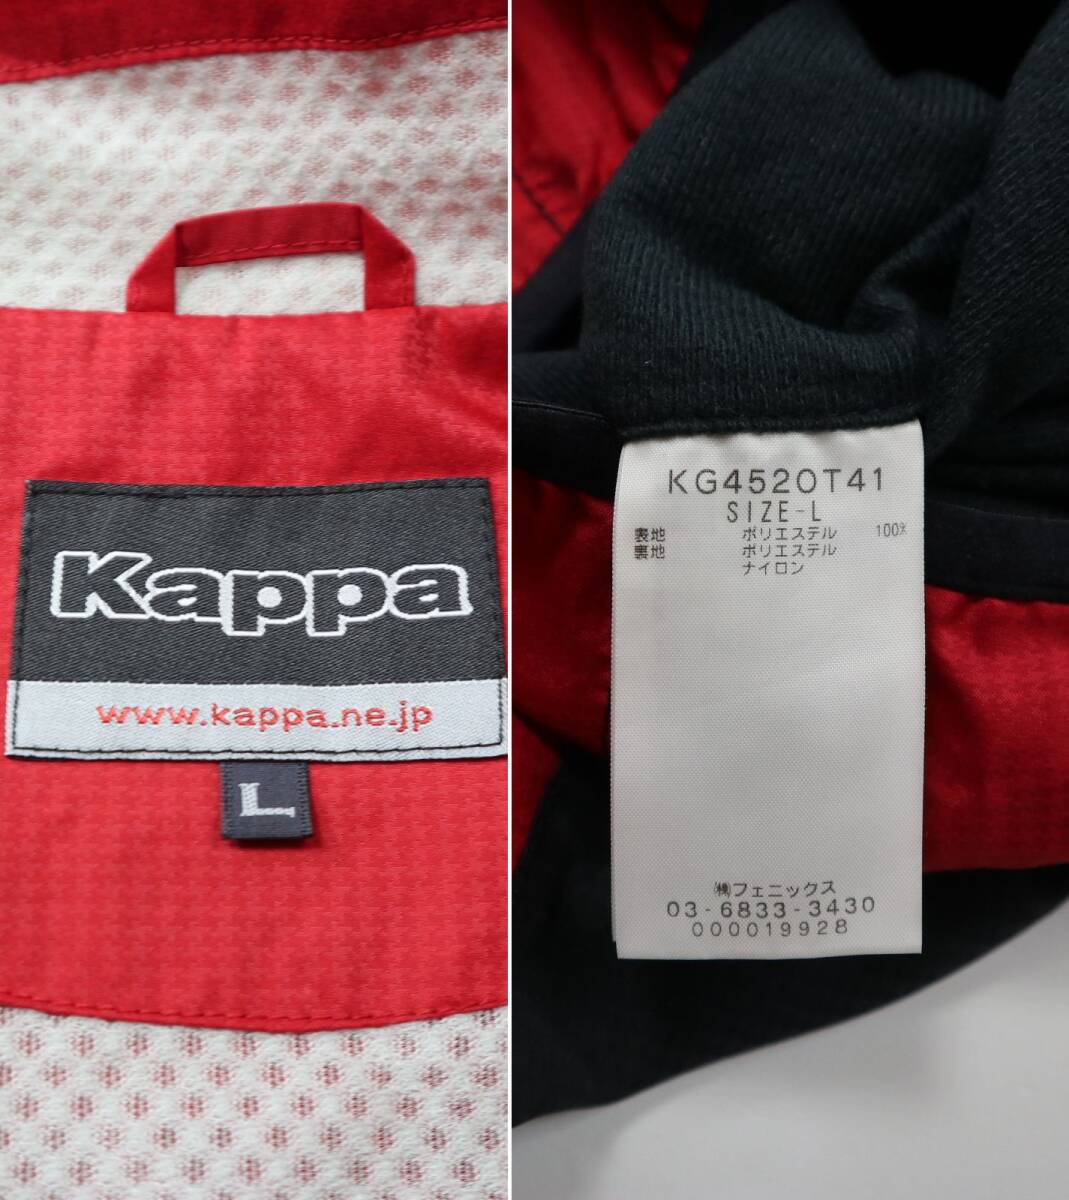 Kappa
www.kappa.ne.jp
L
KG4520T41
SIZE-L
表地 ポリエステル 100%
裏地 ポリエステル
ナイロン
㈱フェニックス
03-6833-3430
000019928